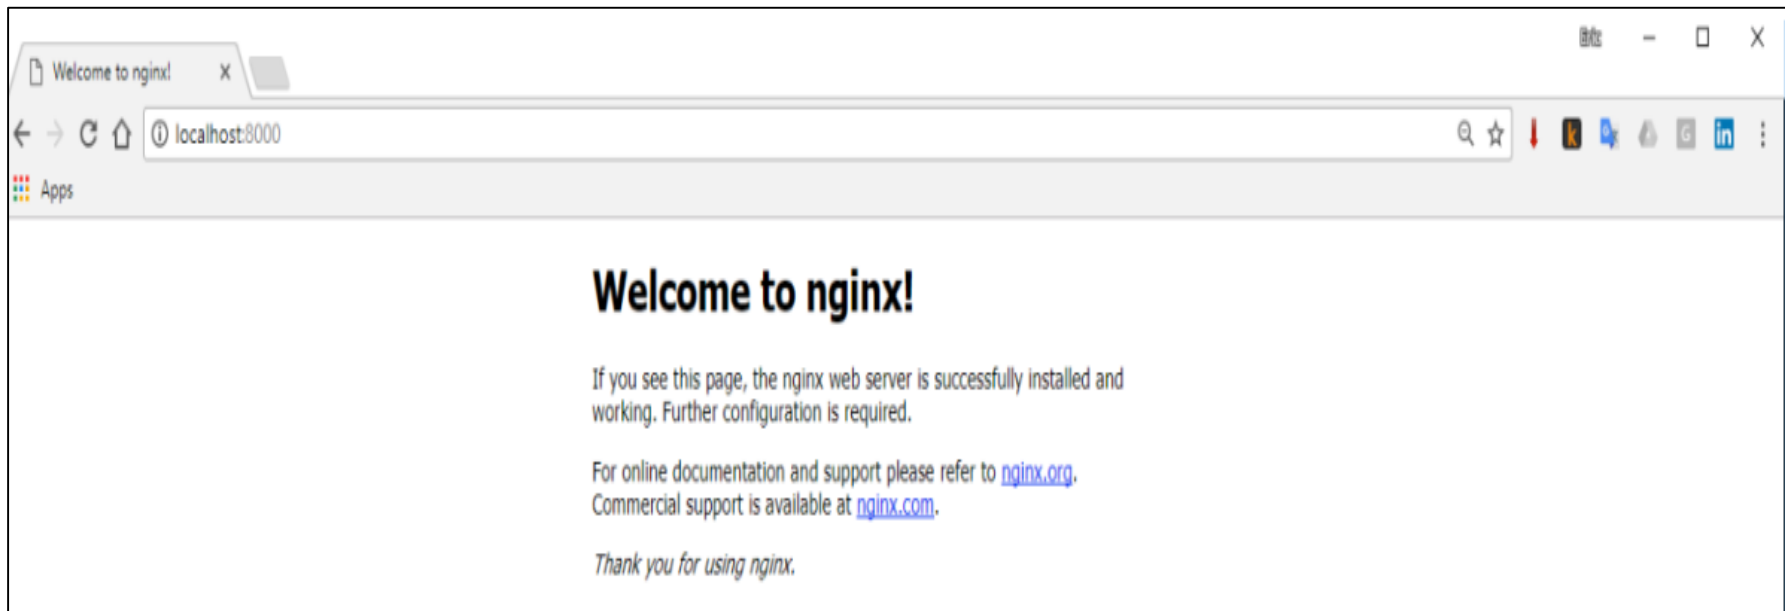 Welcome to nginx!
localhost:8000
Apps
Welcome to nginx!
If you see this page, the nginx web server is successfully installed and
working. Further configuration is required.
For online documentation and support please refer to nginx.org.
Commercial support is available at nginx.com.
Thank you for using nginx.